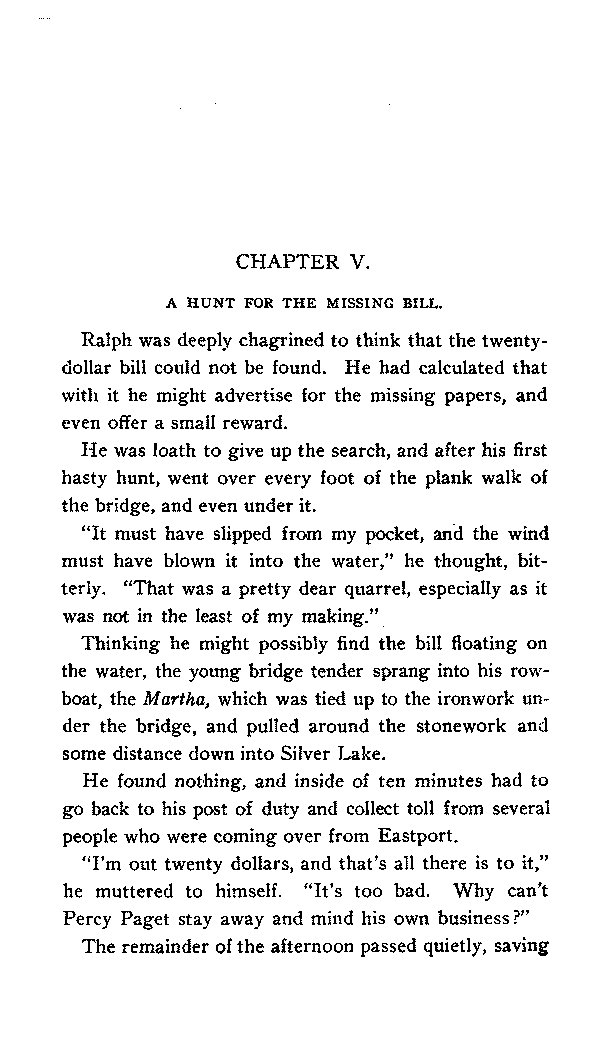 CHAPTER V.
A HUNT FOR THE MISSING BILL.
Ralph was deeply chagrined to think that the twenty-
dollar bill could not be found. He had calculated that
with it he might advertise for the missing papers, and
even offer a small reward.
He was loath to give up the search, and after his first
hasty hunt, went over every foot of the plank walk of
the bridge, and even under it.
"It must have slipped from my pocket, and the wind
must have blown it into the water," he thought, bit-
terly. "That was a pretty dear quarrel, especially as it
was not in the least of my making."
Thinking he might possibly find the bill floating on
the water, the young bridge tender sprang into his row-
boat, the Martha, which was tied up to the ironwork un-
der the bridge, and pulled around the stonework and
some distance down into Silver Lake.
He found nothing, and inside of ten minutes had to
go back to his post of duty and collect toll from several
people who were coming over from Eastport.
"I'm out twenty dollars, and that's all there is to it,"
he muttered to himself. "It's too bad. Why can't
Percy Paget stay away and mind his own business?"
The remainder of the afternoon passed quietly, saving